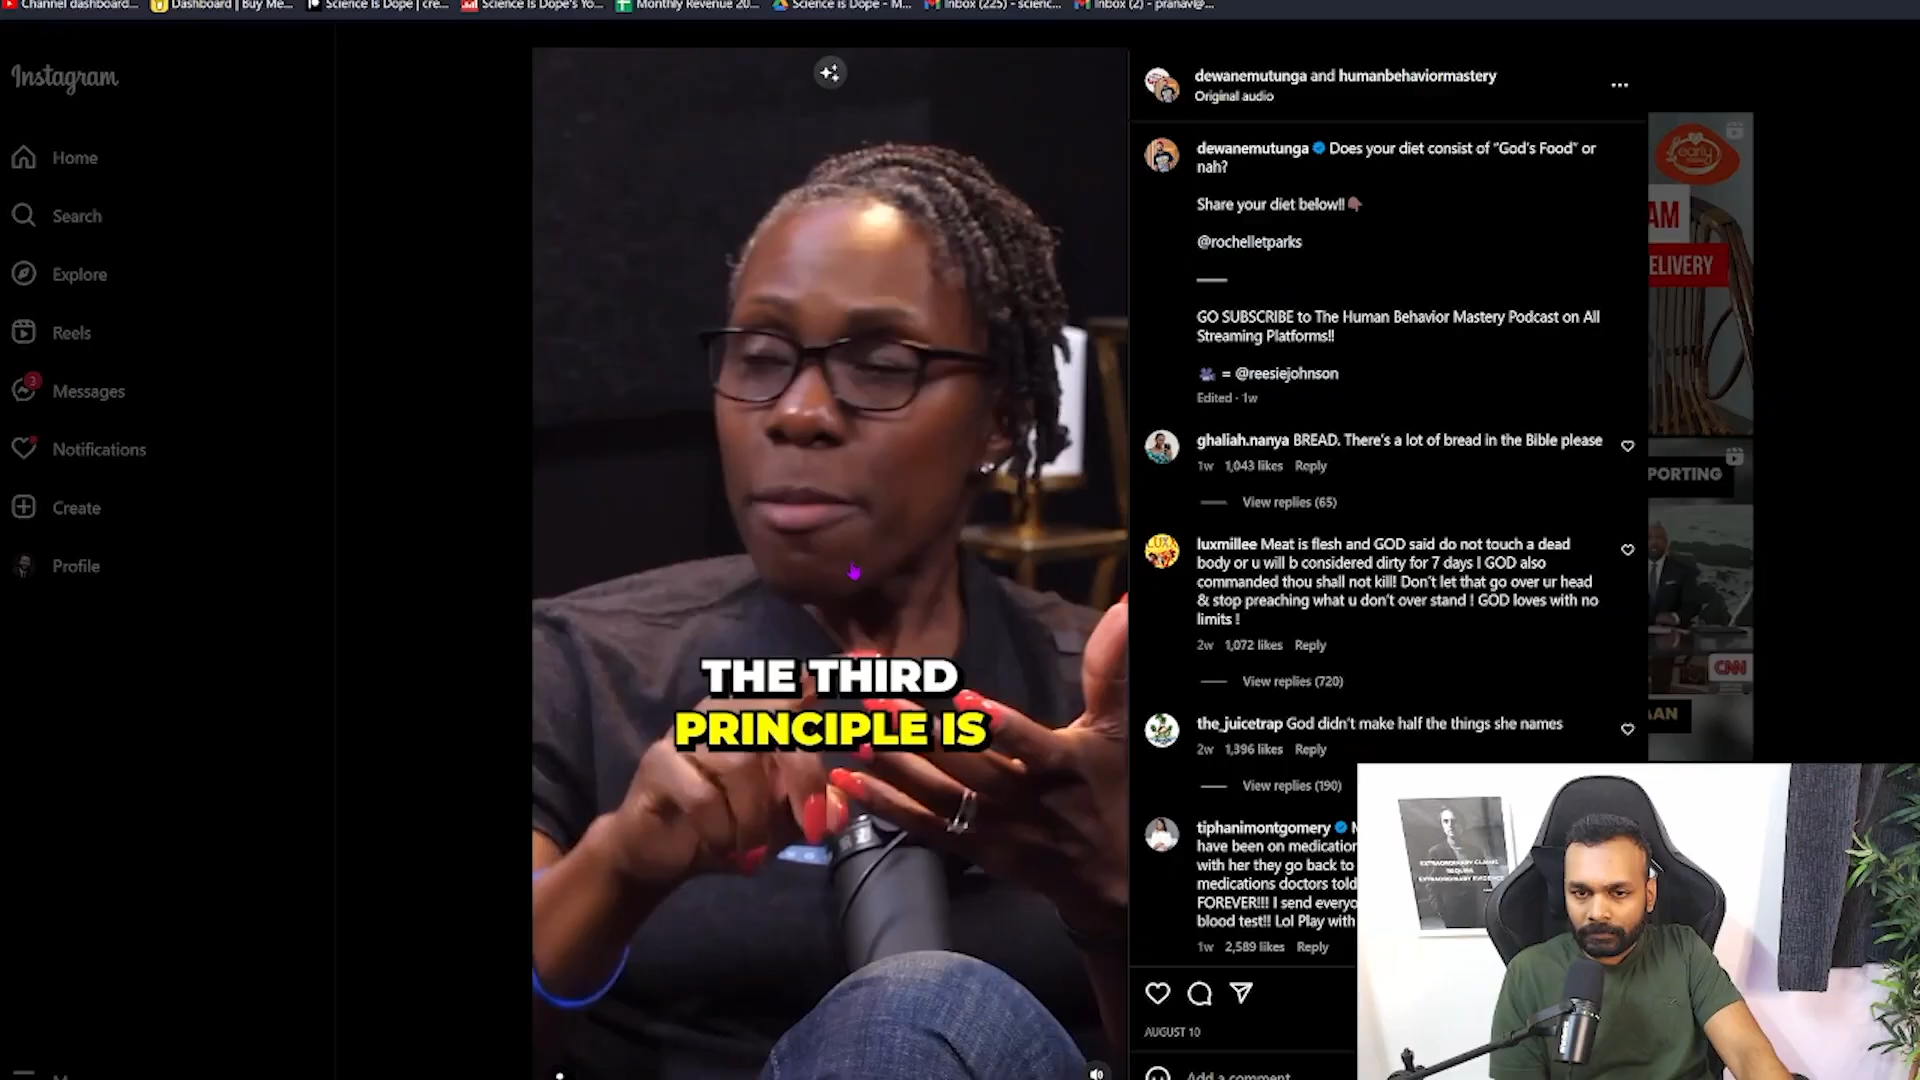 Channel dashboard...
Dashboard | Buy Me...
Science Is Dope | cre...
Science Is Dope's Yo...
Monthly Revenue 20...
Science is Dope - M...
Inbox (225) - scienc...
Inbox (2) - pranav@...
Instagram
Home
Search
Explore
Reels
3
Messages
Notifications
Create
Profile
THE THIRD
PRINCIPLE IS
dewanemutunga and humanbehaviormastery
Original audio
dewanemutunga Does your diet consist of "God's Food" or
nah?
Share your diet below!!
@rochelletparks
GO SUBSCRIBE to The Human Behavior Mastery Podcast on All
Streaming Platforms!!
= @reesiejohnson
Edited · 1w
ghaliah.nanya BREAD. There's a lot of bread in the Bible please
1w 1,043 likes Reply
View replies (65)
luxmillee Meat is flesh and GOD said do not touch a dead
body or u will b considered dirty for 7 days I GOD also
commanded thou shall not kill! Don't let that go over ur head
& stop preaching what u don't over stand ! GOD loves with no
limits !
2w 1,072 likes Reply
View replies (720)
the_juicetrap God didn't make half the things she names
2w 1,396 likes Reply
View replies (190)
tiphanimontgomery
have been on medication
with her they go back to
medications doctors told
FOREVER!!! I send everyo
blood test!! Lol Play with
1w 2,589 likes Reply
AUGUST 10
Add a comment...
early
AM
ELIVERY
PORTING
CNN
AAN
EXTRAORDINARY CLAIMS
REQUIRE
EXTRAORDINARY EVIDENCE